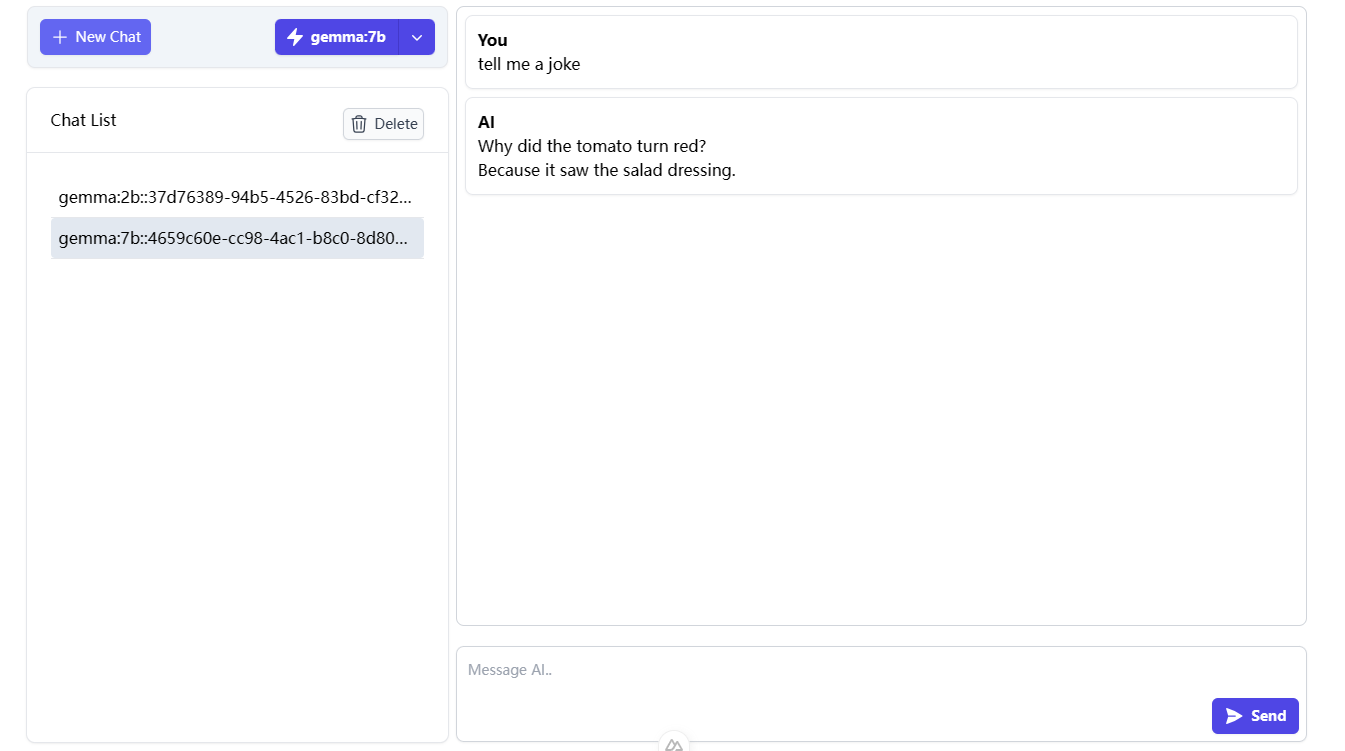 New Chat
gemma:7b
Chat List
Delete
gemma:2b::37d76389-94b5-4526-83bd-cf32...
gemma:7b::4659c60e-cc98-4ac1-b8c0-8d80...
You
tell me a joke
AI
Why did the tomato turn red?
Because it saw the salad dressing.
Message AI..
Send